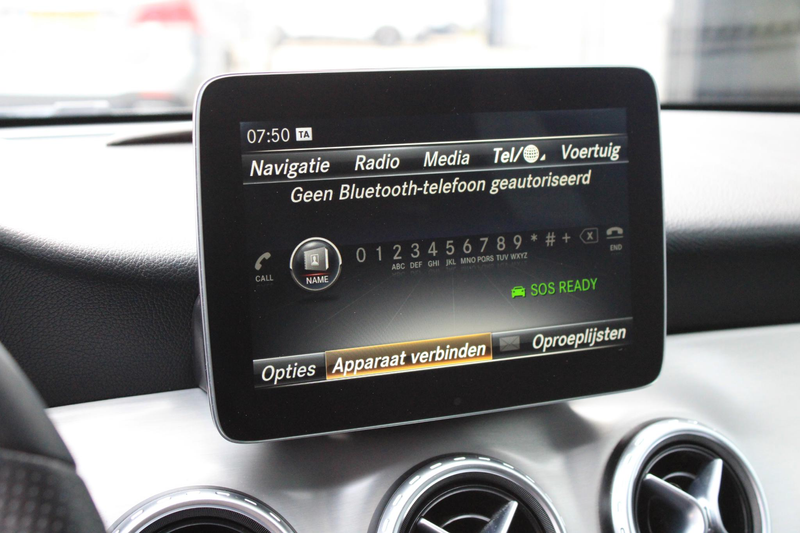 07:50 TA
Navigatie Radio Media Tel/ Voertuig
Geen Bluetooth-telefoon geautoriseerd
0 1 2 3 4 5 6 7 8 9 * # +
ABC DEF GHI JKL MNO PQRS TUV WXYZ
CALL
NAME
END
SOS READY
Opties Apparaat verbinden Oproeplijsten